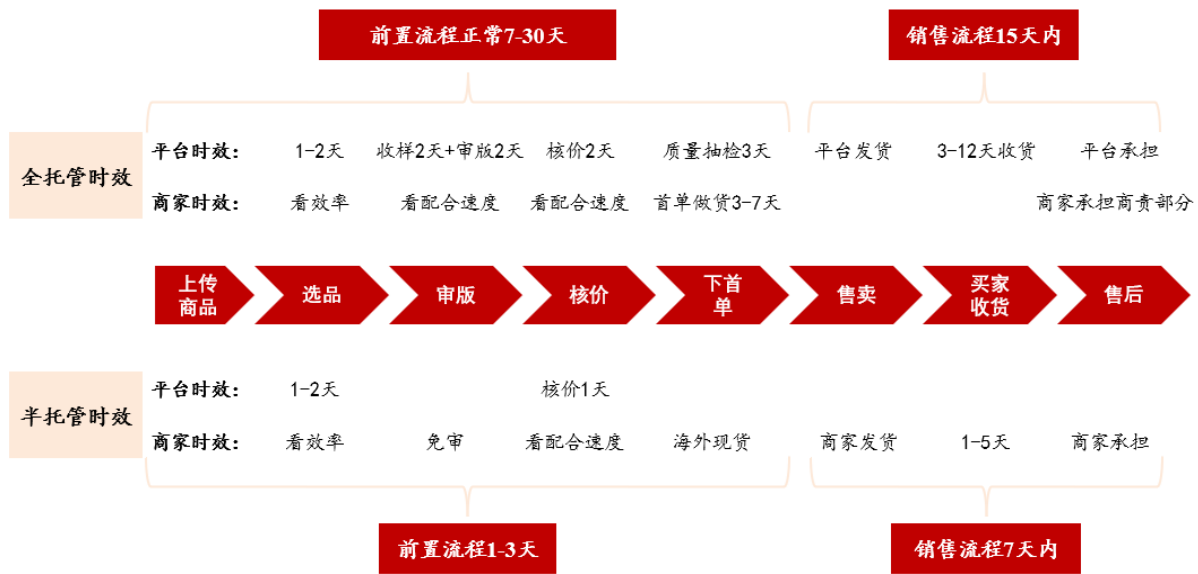 前置流程正常7-30天
销售流程15天内
全托管时效
平台时效： 1-2天 收样2天+审版2天 核价2天 质量抽检3天 平台发货 3-12天收货 平台承担
商家时效： 看效率 看配合速度 看配合速度 首单做货3-7天 商家承担商责部分
上传商品
选品
审版
核价
下首单
售卖
买家收货
售后
半托管时效
平台时效： 1-2天 核价1天
商家时效： 看效率 免审 看配合速度 海外现货 商家发货 1-5天 商家承担
前置流程1-3天
销售流程7天内